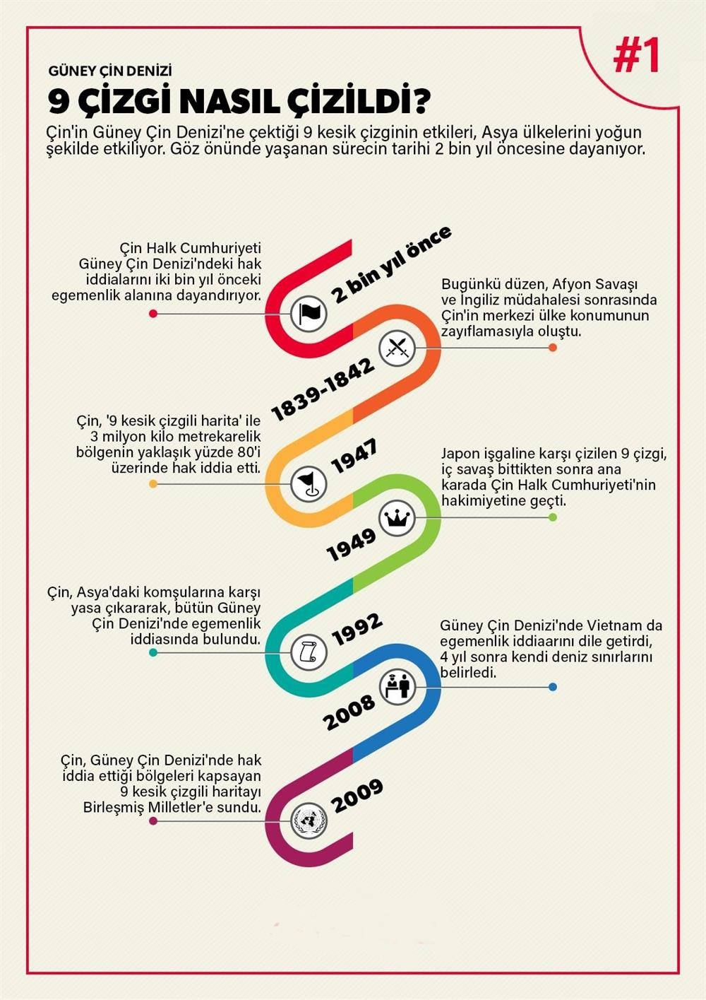 #1
GÜNEY ÇİN DENİZİ
9 ÇİZGİ NASIL ÇİZİLDİ?
Çin'in Güney Çin Denizi'ne çektiği 9 kesik çizginin etkileri, Asya ülkelerini yoğun
şekilde etkiliyor. Göz önünde yaşanan sürecin tarihi 2 bin yıl öncesine dayanıyor.
2 bin yıl önce
Çin Halk Cumhuriyeti
Güney Çin Denizi'ndeki hak
iddialarını iki bin yıl önceki
egemenlik alanına dayandırıyor.
1839-1842
Bugünkü düzen, Afyon Savaşı
ve İngiliz müdahalesi sonrasında
Çin'in merkezi ülke konumunun
zayıflamasıyla oluştu.
1947
Çin, '9 kesik çizgili harita' ile
3 milyon kilo metrekarelik
bölgenin yaklaşık yüzde 80'i
üzerinde hak iddia etti.
1949
Japon işgaline karşı çizilen 9 çizgi,
iç savaş bittikten sonra ana
karada Çin Halk Cumhuriyeti'nin
hakimiyetine geçti.
1992
Çin, Asya'daki komşularına karşı
yasa çıkararak, bütün Güney
Çin Denizi'nde egemenlik
iddiasında bulundu.
2008
Güney Çin Denizi'nde Vietnam da
egemenlik iddiaarını dile getirdi,
4 yıl sonra kendi deniz sınırlarını
belirledi.
2009
Çin, Güney Çin Denizi'nde hak
iddia ettiği bölgeleri kapsayan
9 kesik çizgili haritayı
Birleşmiş Milletler'e sundu.